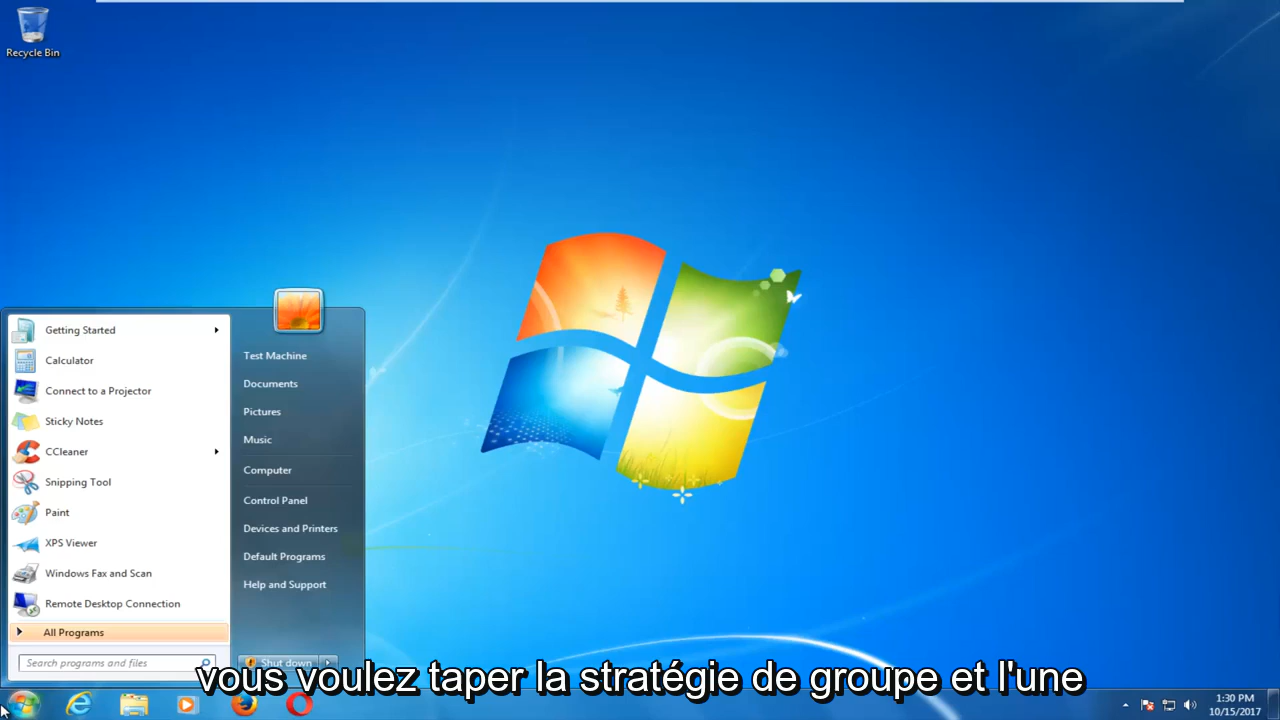 Recycle Bin
Getting Started
Calculator
Connect to a Projector
Sticky Notes
CCleaner
Snipping Tool
Paint
XPS Viewer
Windows Fax and Scan
Remote Desktop Connection
All Programs
Search programs and files
Test Machine
Documents
Pictures
Music
Computer
Control Panel
Devices and Printers
Default Programs
Help and Support
Shut down
vous voulez taper la stratégie de groupe et l'une
1:30 PM
10/15/2017